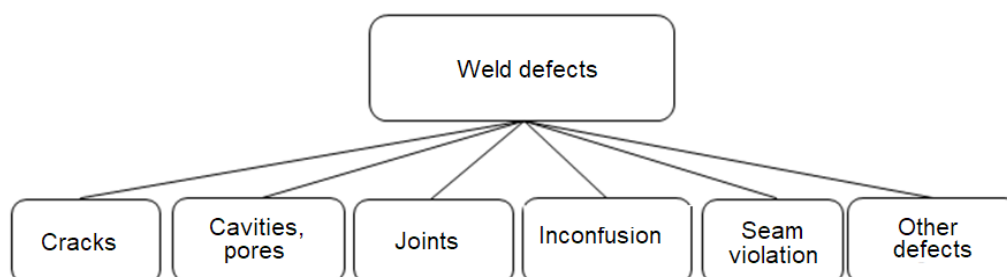 Weld defects
Cracks
Cavities,
pores
Joints
Inconfusion
Seam
violation
Other
defects